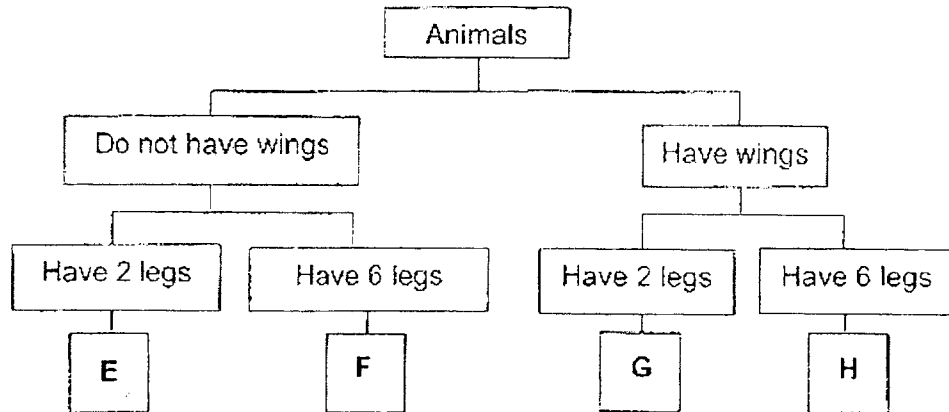 Animals
Do not have wings
Have wings
Have 2 legs
Have 6 legs
Have 2 legs
Have 6 legs
E
F
G
H